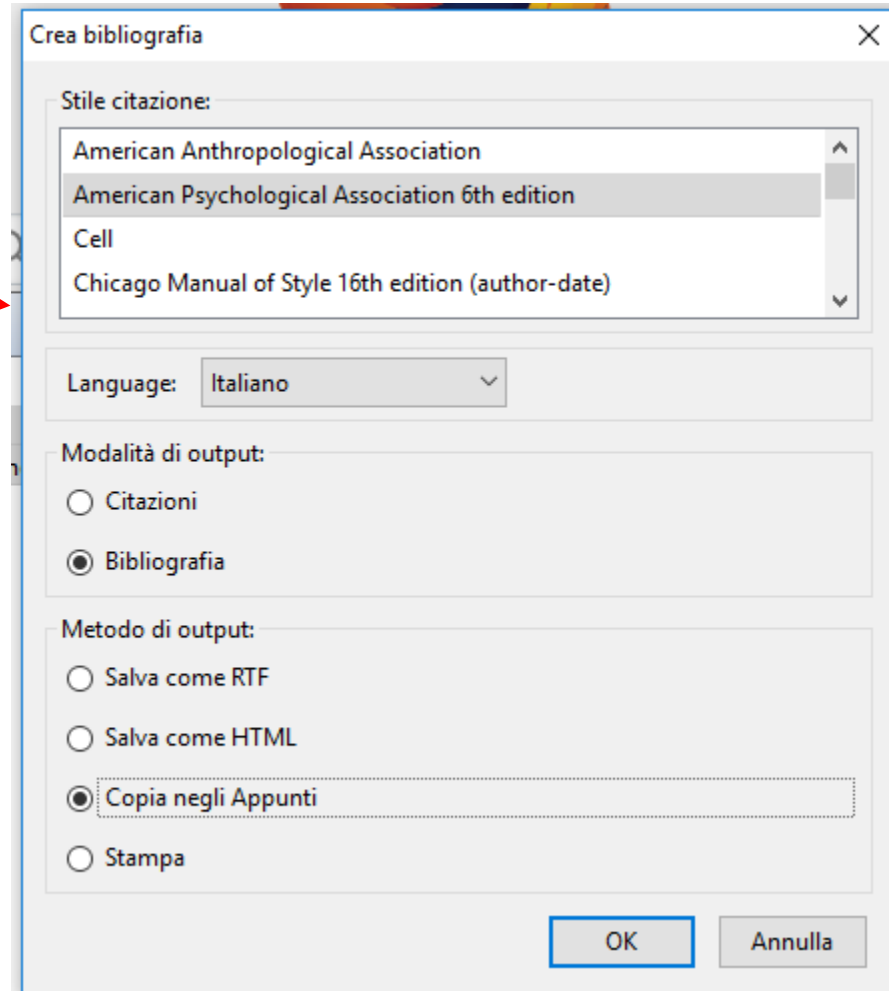 Crea bibliografia
Stile citazione:
American Anthropological Association
American Psychological Association 6th edition
Cell
Chicago Manual of Style 16th edition (author-date)
Language: Italiano
Modalità di output:
Citazioni
Bibliografia
Metodo di output:
Salva come RTF
Salva come HTML
Copia negli Appunti
Stampa
OK Annulla